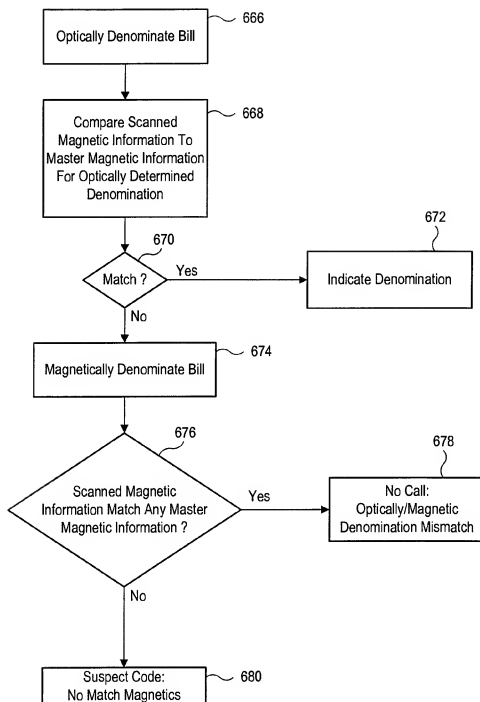 Optically Denominate Bill
666
Compare Scanned
Magnetic Information To
Master Magnetic Information
For Optically Determined
Denomination
668
670
Match ?
Yes
672
Indicate Denomination
No
Magnetically Denominate Bill
674
676
Scanned Magnetic
Information Match Any Master
Magnetic Information ?
Yes
678
No Call:
Optically/Magnetic
Denomination Mismatch
No
Suspect Code:
No Match Magnetics
680